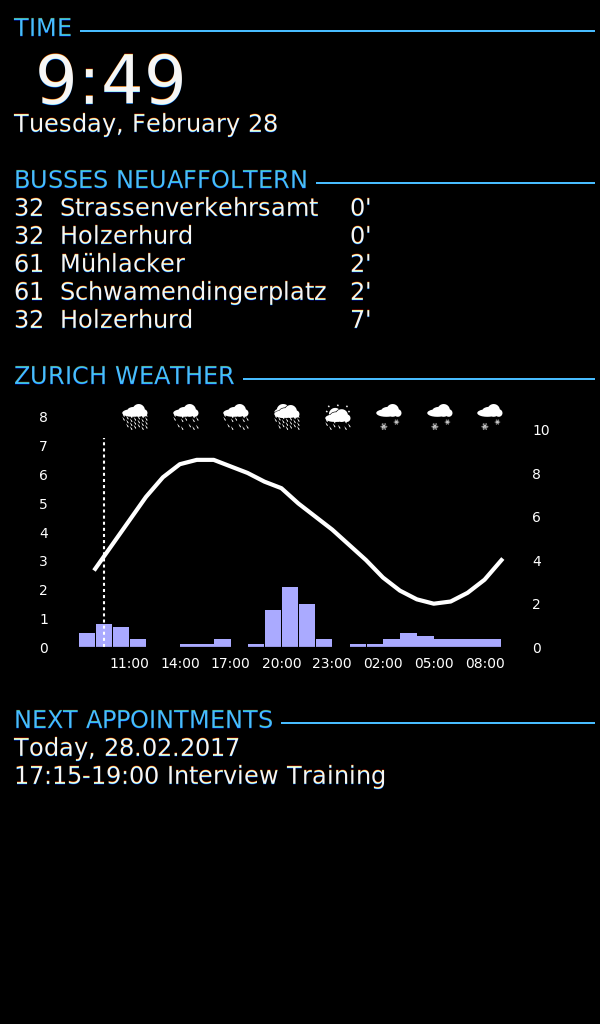 TIME
9:49
Tuesday, February 28
BUSSES NEUAFFOLTERN
32 Strassenverkehrsamt 0'
32 Holzerhurd 0'
61 Mühlacker 2'
61 Schwamendingerplatz 2'
32 Holzerhurd 7'
ZURICH WEATHER
8
10
7
8
6
5
6
4
3
4
2
2
1
0
0
11:00 14:00 17:00 20:00 23:00 02:00 05:00 08:00
NEXT APPOINTMENTS
Today, 28.02.2017
17:15-19:00 Interview Training